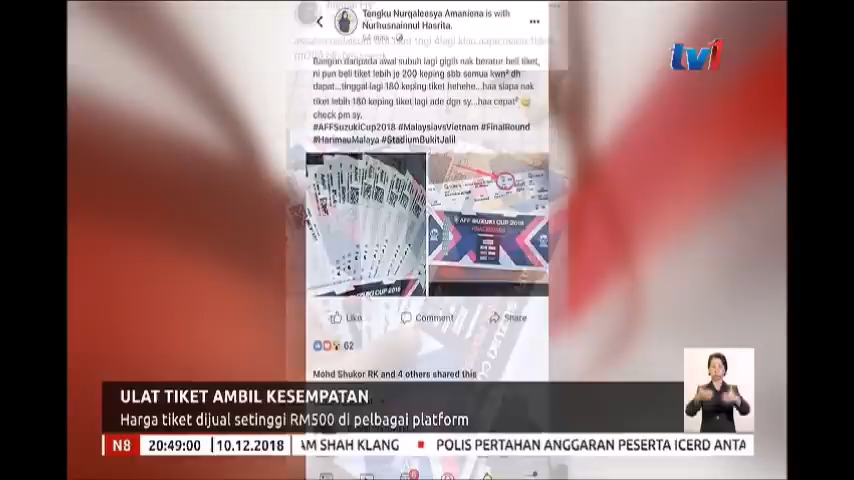 Tengku Nurqaleesya Amaniena is with
Nurhusnainnul Hasrita.
tv1
Bangun daripada awal subuh lagi gigih nak beratur beli tiket,
ni pun beli tiket lebih je 200 keping sbb semua kwn² dh
dapat...tinggal lagi 180 keping tiket hehehe...haa siapa nak
tiket lebih 180 keping tiket lagi ade dgn sy...haa cepat²
check pm sy.
#AFFSuzukiCup2018 #MalaysiavsVietnam #FinalRound
#HarimauMalaya #StadiumBukitJalil
AFF SUZUKI CUP 2018
CUP 2018
Like Comment Share
62
Mohd Shukor RK and 4 others shared this
ULAT TIKET AMBIL KESEMPATAN
Harga tiket dijual setinggi RM500 di pelbagai platform
N8 20:49:00 10.12.2018 AM SHAH KLANG POLIS PERTAHAN ANGGARAN PESERTA ICERD ANTA